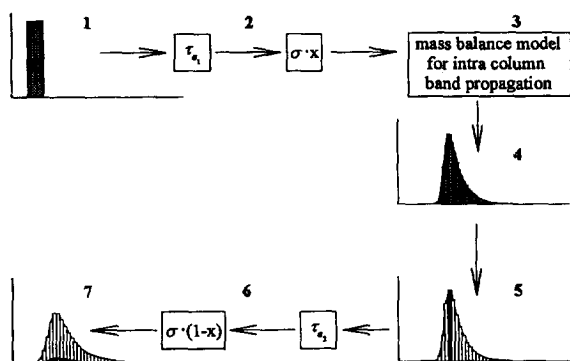 1
τe₁
2
σ·x
3
mass balance model
for intra column
band propagation
4
5
τe₂
6
σ·(1-x)
7